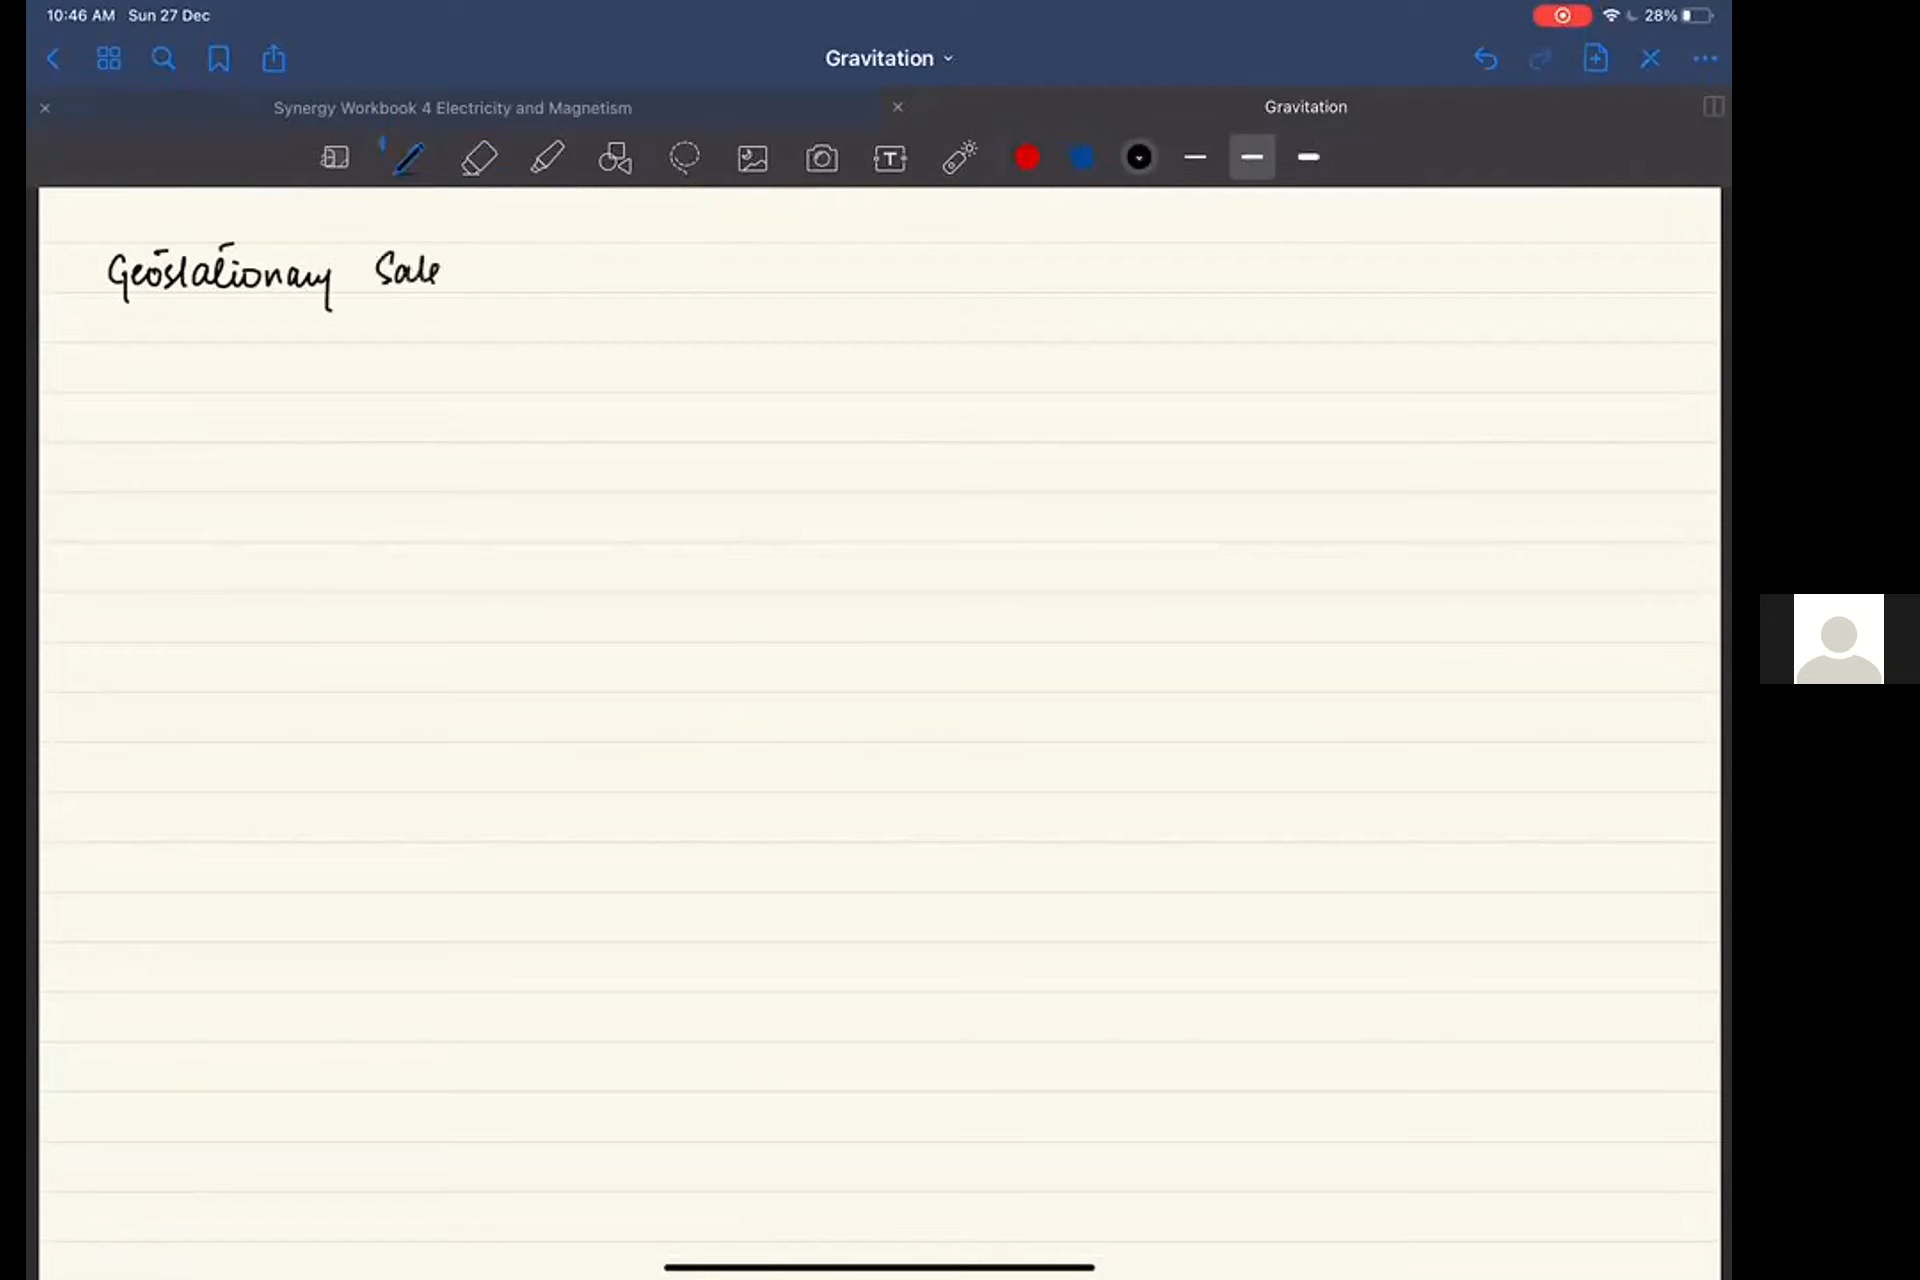 10:46 AM Sun 27 Dec 28%
Gravitation
Synergy Workbook 4 Electricity and Magnetism Gravitation
T
Geostationary Sate